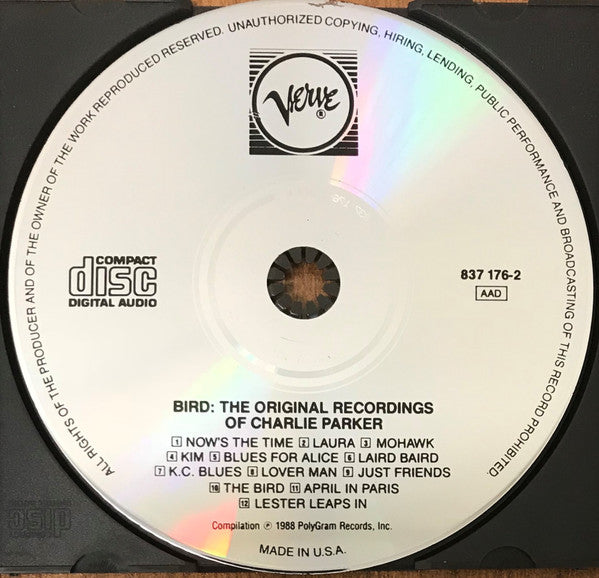 ALL RIGHTS OF THE PRODUCER AND OF THE OWNER OF THE WORK REPRODUCED RESERVED. UNAUTHORIZED COPYING, HIRING, LENDING, PUBLIC PERFORMANCE AND BROADCASTING OF THIS RECORD PROHIBITED.
VERVE ®
COMPACT
disc
DIGITAL AUDIO
837 176-2
AAD
BIRD: THE ORIGINAL RECORDINGS
OF CHARLIE PARKER
1 NOW'S THE TIME 2 LAURA 3 MOHAWK
4 KIM 5 BLUES FOR ALICE 6 LAIRD BAIRD
7 K.C. BLUES 8 LOVER MAN 9 JUST FRIENDS
10 THE BIRD 11 APRIL IN PARIS
12 LESTER LEAPS IN
Compilation ℗ 1988 PolyGram Records, Inc.
MADE IN U.S.A.
disc